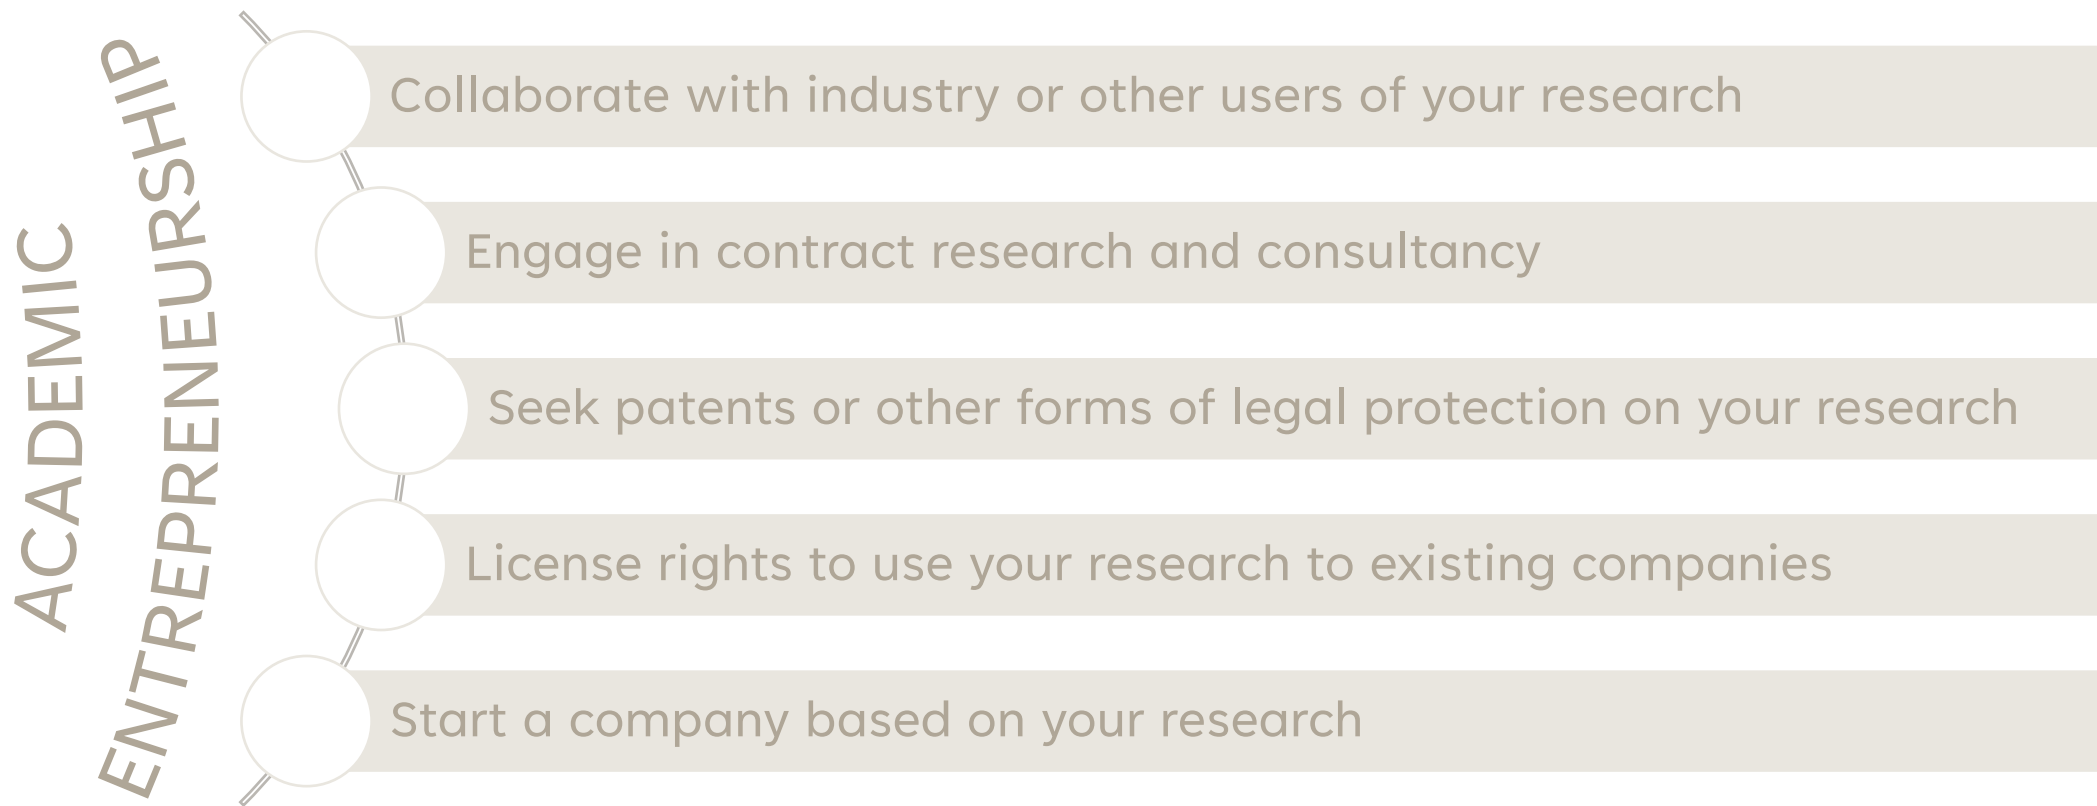 ACADEMIC
ENTREPRENEURSHIP
Collaborate with industry or other users of your research
Engage in contract research and consultancy
Seek patents or other forms of legal protection on your research
License rights to use your research to existing companies
Start a company based on your research